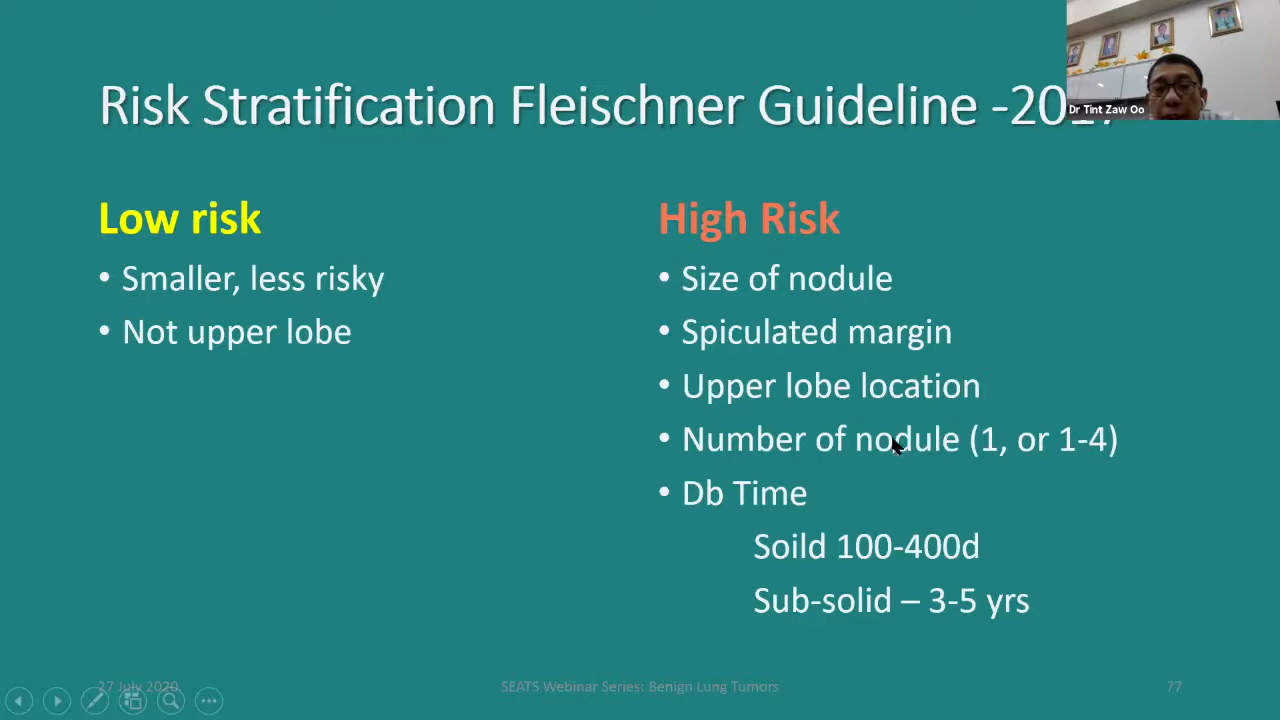 Risk Stratification Fleischner Guideline -2017
Dr Tint Zaw Oo
Low risk
• Smaller, less risky
• Not upper lobe
High Risk
• Size of nodule
• Spiculated margin
• Upper lobe location
• Number of nodule (1, or 1-4)
• Db Time
Soild 100-400d
Sub-solid – 3-5 yrs
27 July 2020
SEATS Webinar Series: Benign Lung Tumors
77